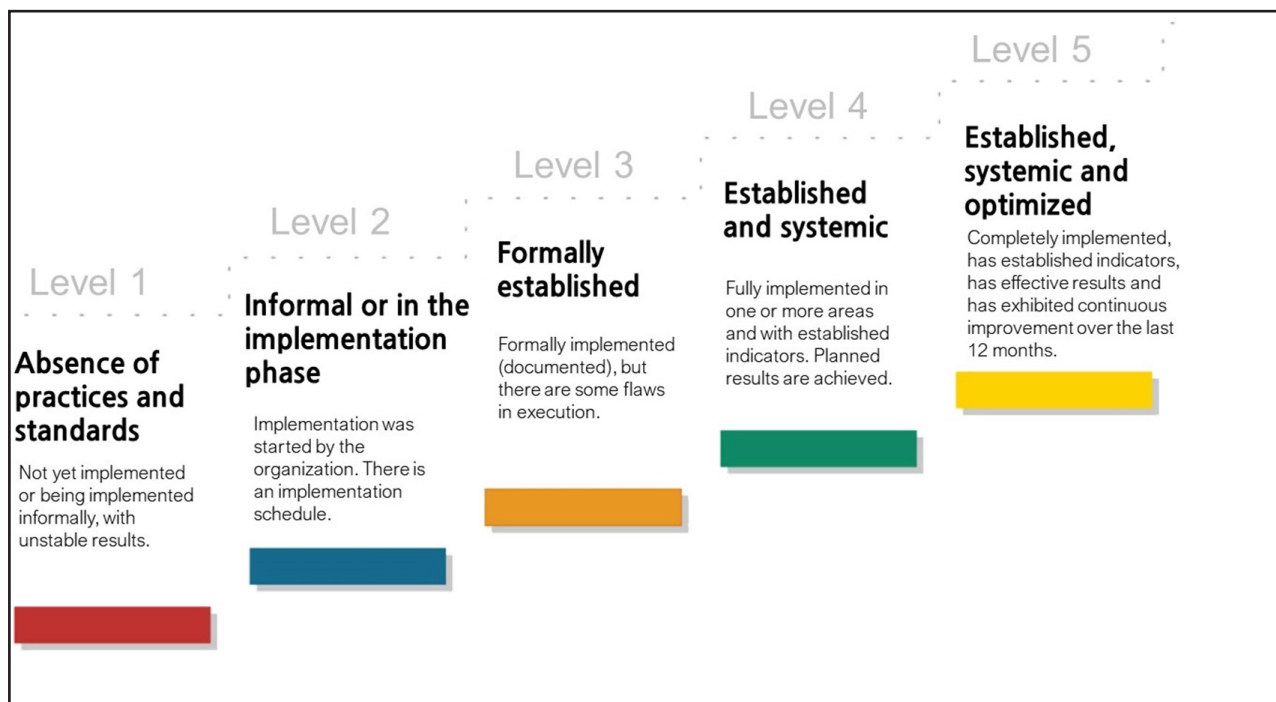 Level 1
Absence of
practices and
standards
Not yet implemented
or being implemented
informally, with
unstable results.
Level 2
Informal or in the
implementation
phase
Implementation was
started by the
organization. There is
an implementation
schedule.
Level 3
Formally
established
Formally implemented
(documented), but
there are some flaws
in execution.
Level 4
Established
and systemic
Fully implemented in
one or more areas
and with established
indicators. Planned
results are achieved.
Level 5
Established,
systemic and
optimized
Completely implemented,
has established indicators,
has effective results and
has exhibited continuous
improvement over the last
12 months.